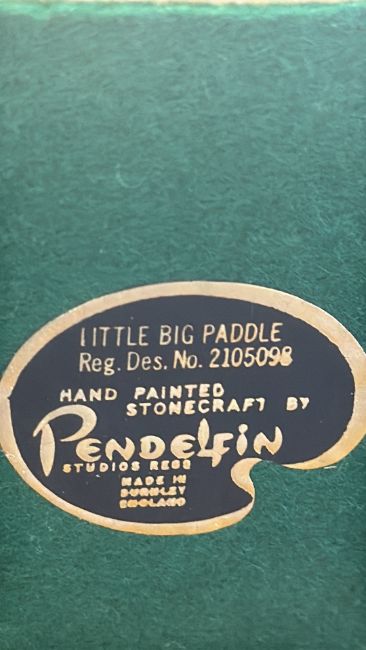 LITTLE BIG PADDLE
Reg. Des. No. 2105098
HAND PAINTED
STONECRAFT BY
PENDELFIN
STUDIOS REGD
MADE IN
BURNLEY
ENGLAND